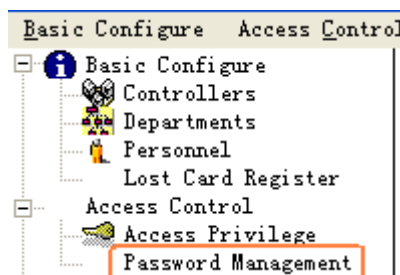 Basic Configure Access Control
Basic Configure
Controllers
Departments
Personnel
Lost Card Register
Access Control
Access Privilege
Password Management